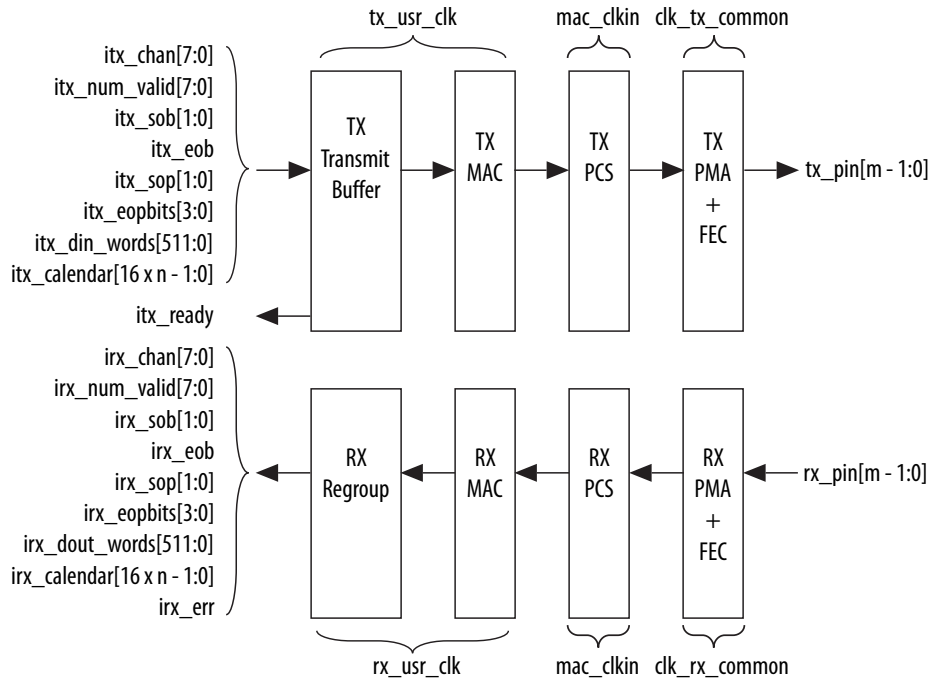 tx_usr_clk
mac_clkin
clk_tx_common
itx_chan[7:0]
itx_num_valid[7:0]
itx_sob[1:0]
itx_eob
itx_sop[1:0]
itx_eopbits[3:0]
itx_din_words[511:0]
itx_calendar[16 x n - 1:0]
itx_ready
TX
Transmit
Buffer
TX
MAC
TX
PCS
TX
PMA
+
FEC
tx_pin[m - 1:0]
irx_chan[7:0]
irx_num_valid[7:0]
irx_sob[1:0]
irx_eob
irx_sop[1:0]
irx_eopbits[3:0]
irx_dout_words[511:0]
irx_calendar[16 x n - 1:0]
irx_err
RX
Regroup
RX
MAC
RX
PCS
RX
PMA
+
FEC
rx_pin[m - 1:0]
rx_usr_clk
mac_clkin
clk_rx_common